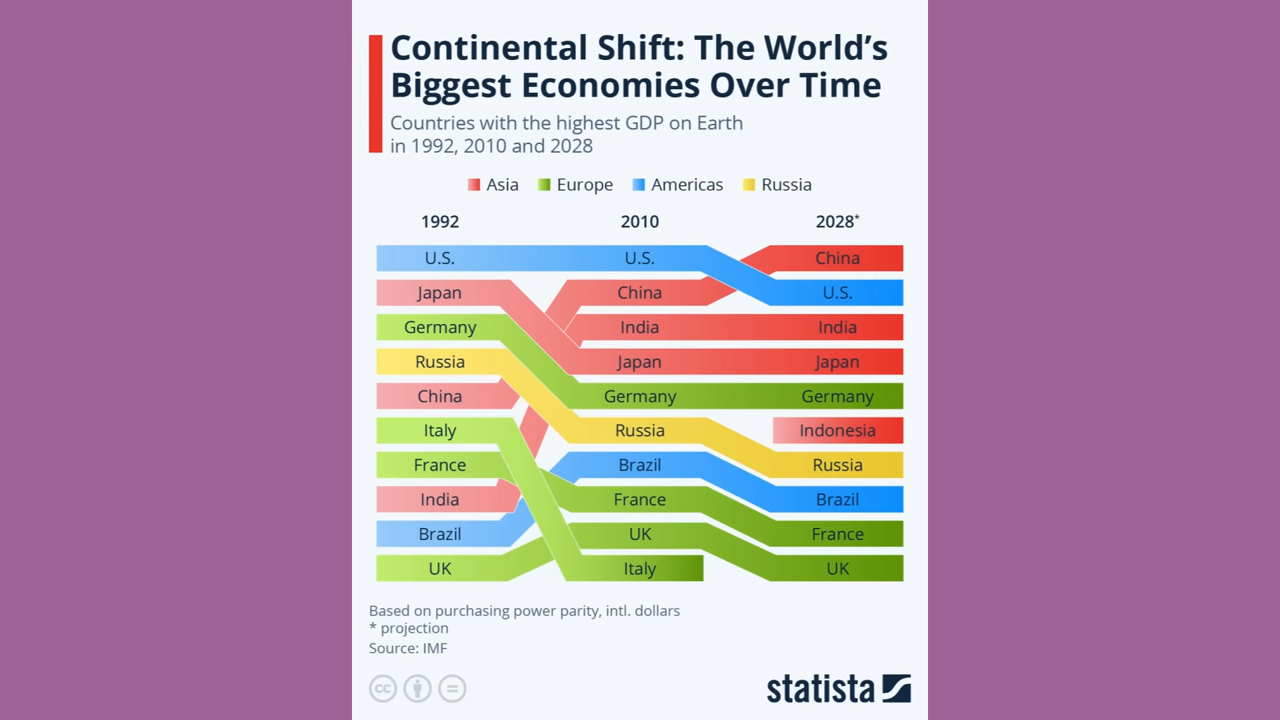 Continental Shift: The World’s
Biggest Economies Over Time
Countries with the highest GDP on Earth
in 1992, 2010 and 2028
Asia Europe Americas Russia
1992 2010 2028*
U.S. U.S. China
Japan China U.S.
Germany India India
Russia Japan Japan
China Germany Germany
Italy Russia Indonesia
France Brazil Russia
India France Brazil
Brazil UK France
UK Italy UK
Based on purchasing power parity, intl. dollars
* projection
Source: IMF
cc
statista